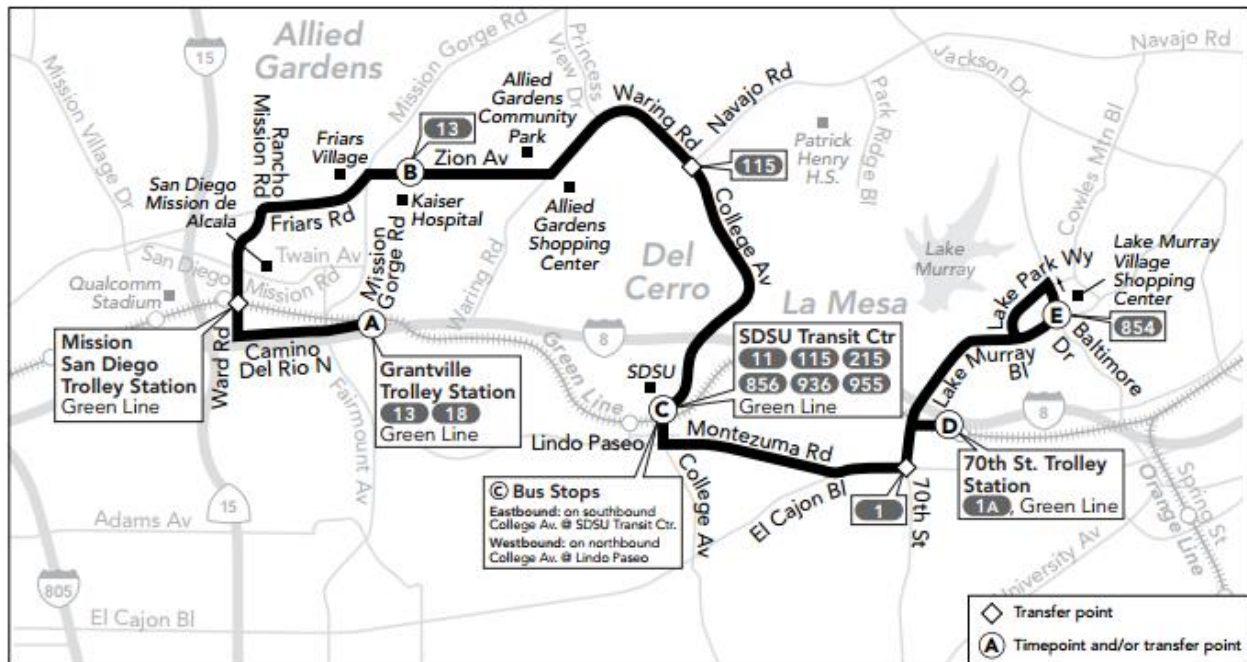 Allied
Gardens
15
Mission Village Dr
Rancho
Mission Rd
Friars
Village
Mission Gorge Rd
13
B
Zion Av
Allied
Gardens
Community
Park
Princess
View Dr
Waring Rd
Navajo Rd
Jackson Dr
Navajo Rd
115
Patrick
Henry
H.S.
Park Ridge Bl
Cowles Mtn Bl
San Diego
Mission de
Alcala
Friars Rd
Kaiser
Hospital
Allied
Gardens
Shopping
Center
College Av
Twain Av
San Diego
Mission Rd
Mission
Gorge Rd
Waring Rd
Del
Cerro
Lake
Murray
Lake Park Wy
Lake Murray
Village
Shopping
Center
Qualcomm
Stadium
A
La Mesa
E
854
Mission
San Diego
Trolley Station
Green Line
Ward Rd
Camino
Del Rio N
Grantville
Trolley Station
13 18
Green Line
Fairmount Av
8
Green Line
SDSU
C
SDSU Transit Ctr
11 115 215
856 936 955
Green Line
Lake Murray
Bl
Baltimore
Dr
8
D
Lindo Paseo
Montezuma Rd
College Av
El Cajon Bl
1
70th St
70th St. Trolley
Station
1A, Green Line
Spring St
Orange Line
C Bus Stops
Eastbound: on southbound
College Av. @ SDSU Transit Ctr.
Westbound: on northbound
College Av. @ Lindo Paseo
15
Adams Av
805
El Cajon Bl
University Av
Transfer point
A Timepoint and/or transfer point